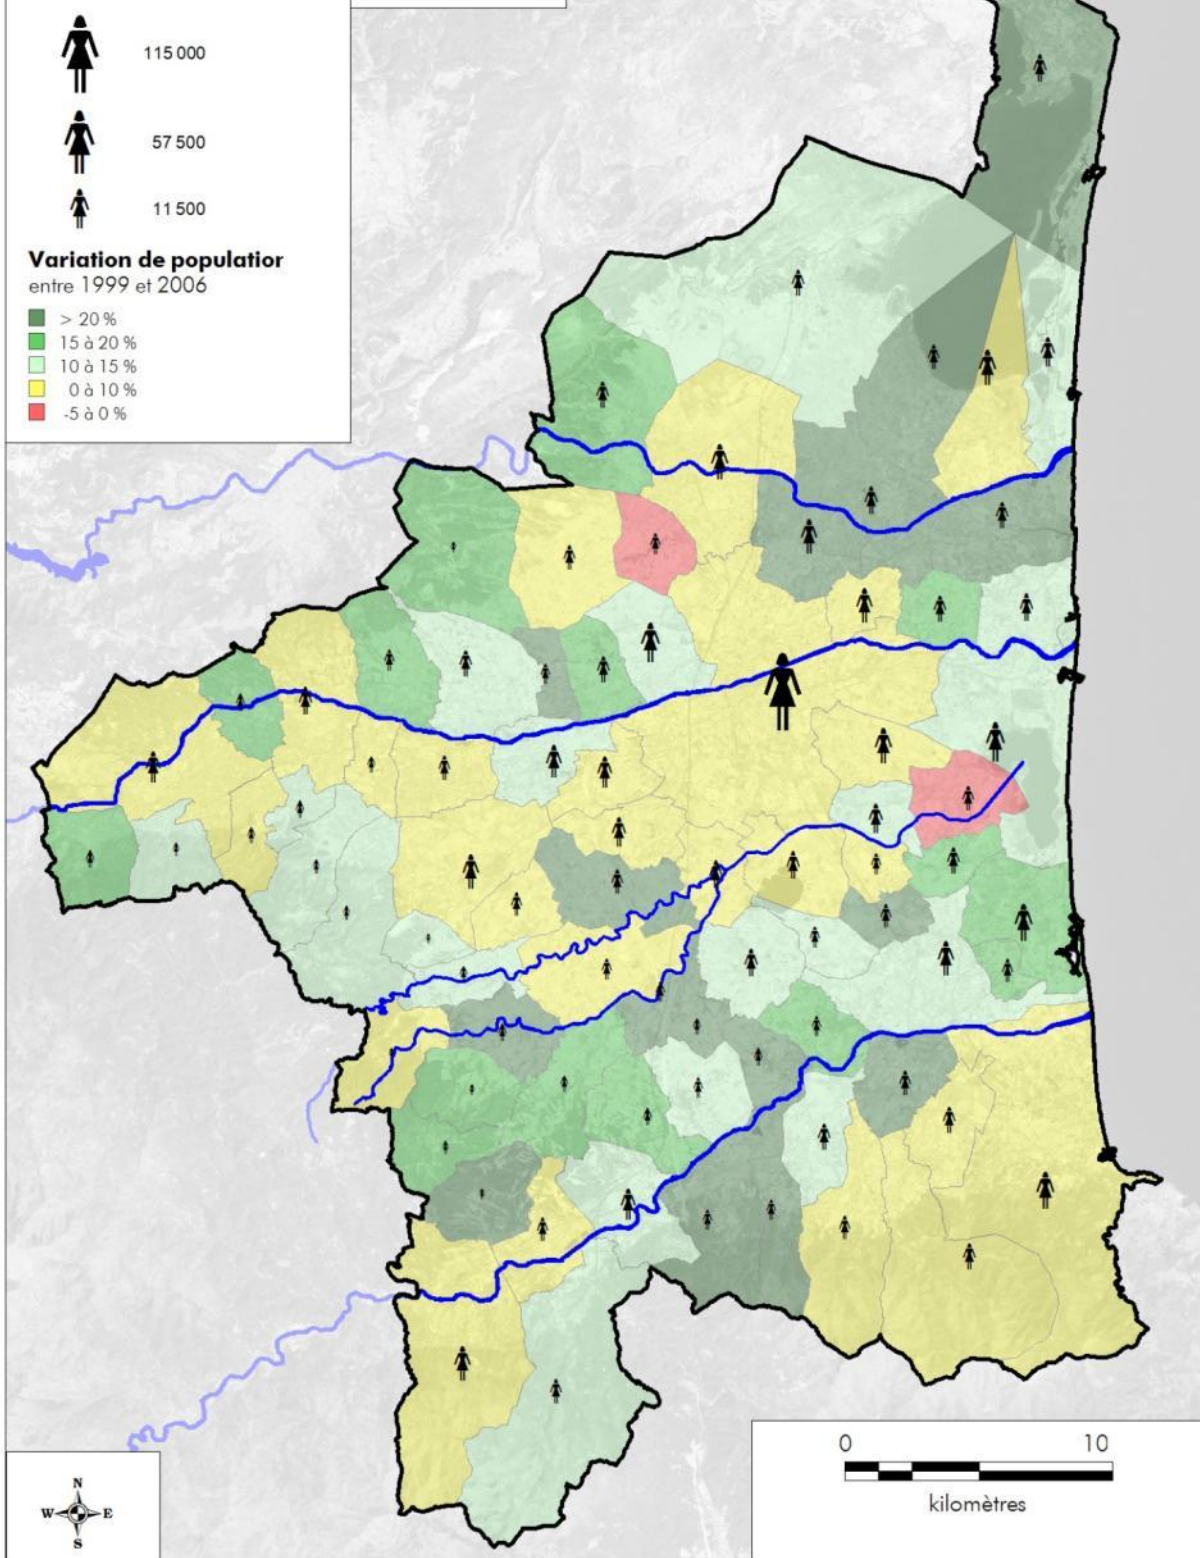 115 000
57 500
11 500
Variation de populatior
entre 1999 et 2006
> 20 %
15 à 20 %
10 à 15 %
0 à 10 %
-5 à 0 %
N
W E
S
0 10
kilomètres